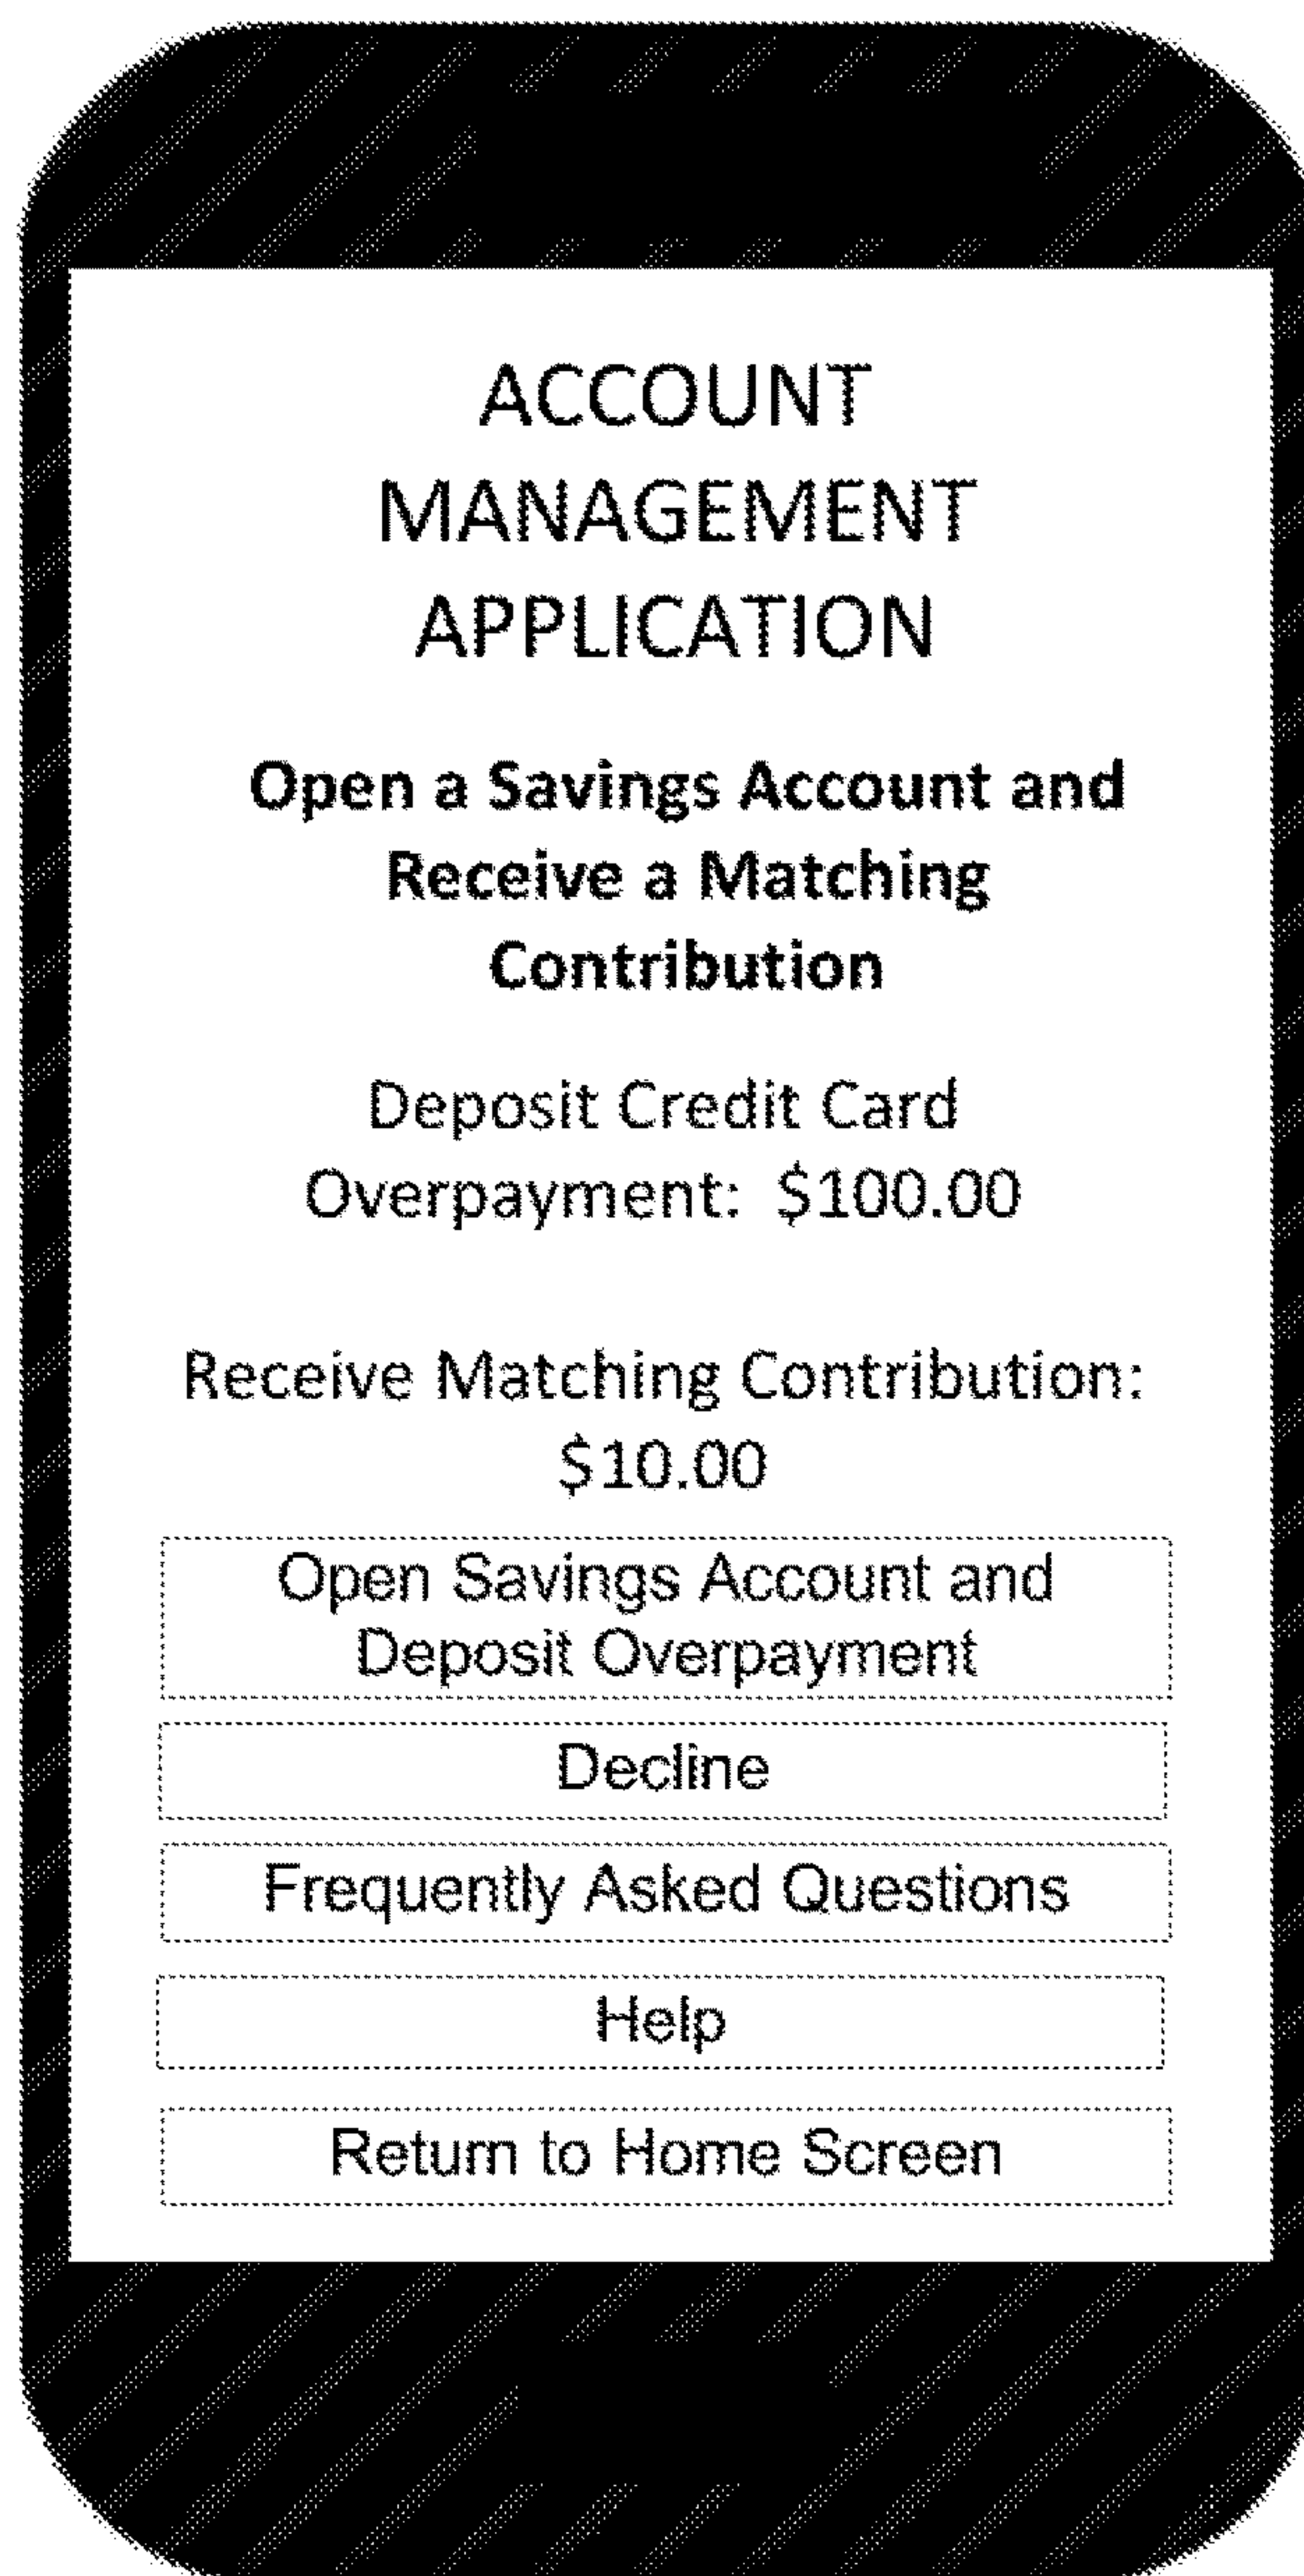 ACCOUNT
MANAGEMENT
APPLICATION
Open a Savings Account and
Receive a Matching
Contribution
Deposit Credit Card
Overpayment: $100.00
Receive Matching Contribution:
$10.00
Open Savings Account and
Deposit Overpayment
Decline
Frequently Asked Questions
Help
Return to Home Screen